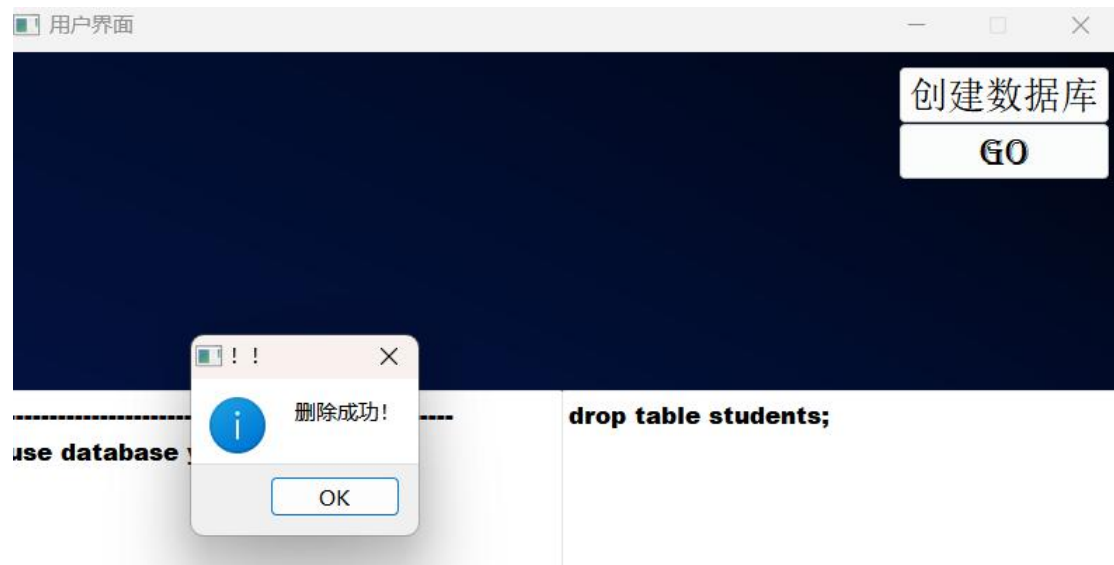 用户界面
创建数据库
GO
！！
删除成功!
OK
use database
drop table students;